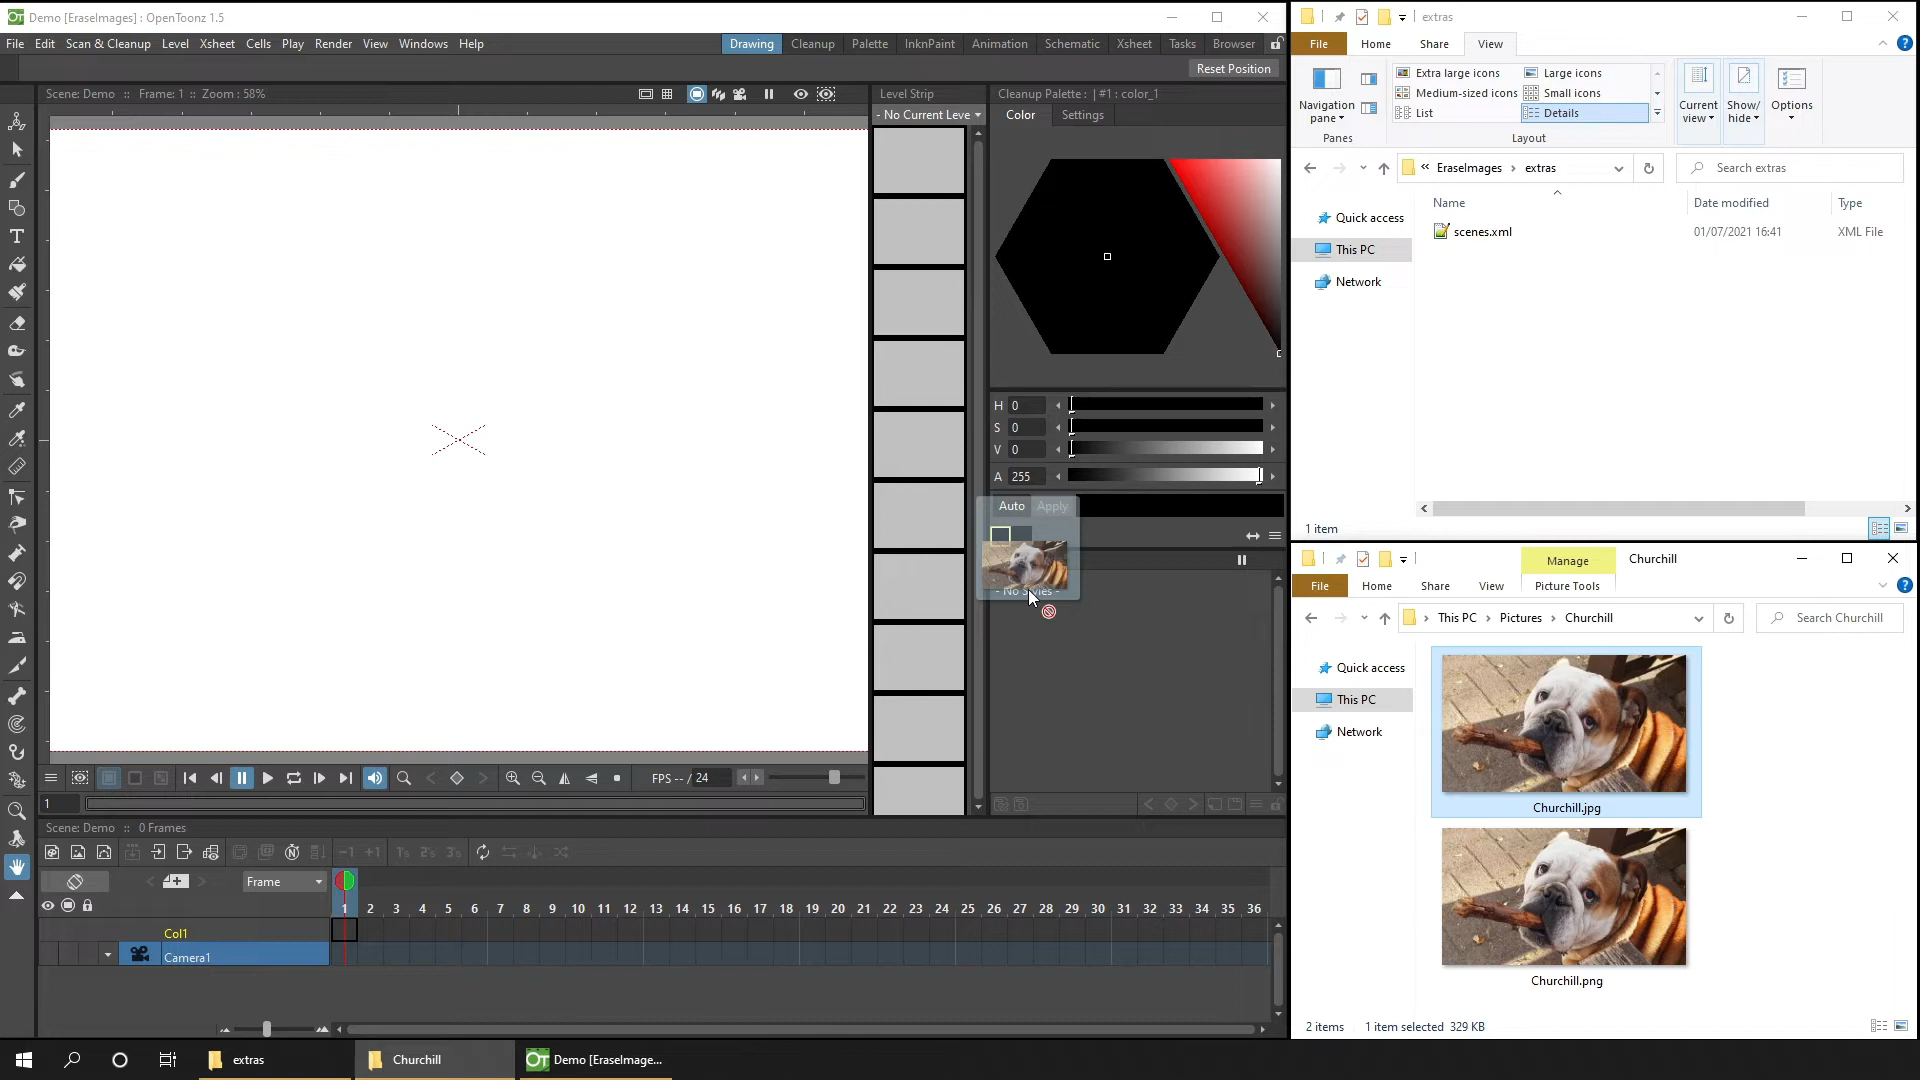 Demo [EraseImages] : OpenToonz 1.5
File Edit Scan & Cleanup Level Xsheet Cells Play Render View Windows Help
Drawing Cleanup Palette InknPaint Animation Schematic Xsheet Tasks Browser
Reset Position
Scene: Demo :: Frame: 1 :: Zoom : 58%
Level Strip
- No Current Leve
Cleanup Palette : | #1 : color_1
Color Settings
H 0
S 0
V 0
A 255
Auto Apply
- No Styles -
FPS -- / 24
1
Scene: Demo :: 0 Frames
-1 +1 1's 2's 3's
Frame
1 2 3 4 5 6 7 8 9 10 11 12 13 14 15 16 17 18 19 20 21 22 23 24 25 26 27 28 29 30 31 32 33 34 35 36
Col1
Camera1
extras
File Home Share View
Navigation pane
Panes
Extra large icons Large icons
Medium-sized icons Small icons
List Details
Layout
Current view
Show/ hide
Options
« EraseImages › extras
Search extras
Name Date modified Type
Quick access
This PC
Network
scenes.xml 01/07/2021 16:41 XML File
1 item
Manage Churchill
File Home Share View Picture Tools
This PC › Pictures › Churchill
Search Churchill
Quick access
This PC
Network
Churchill.jpg
Churchill.png
2 items 1 item selected 329 KB
extras
Churchill
OT Demo [EraseImage...